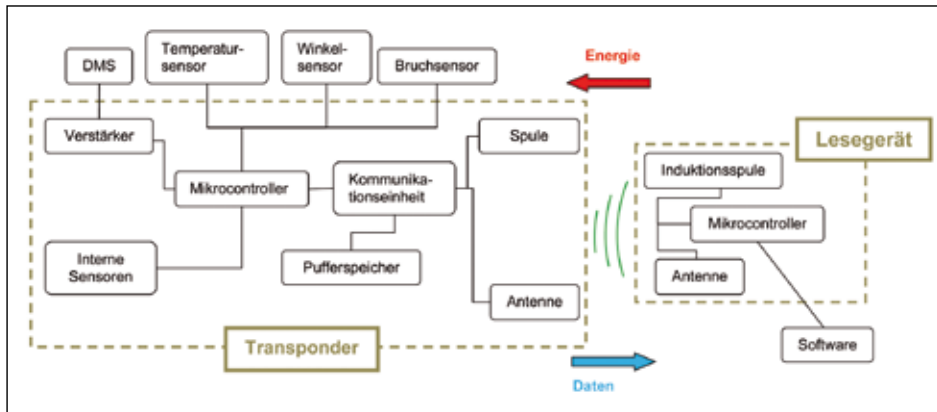 DMS
Temperatur-
sensor
Winkel-
sensor
Bruchsensor
Energie
Verstärker
Spule
Lesegerät
Mikrocontroller
Kommunika-
tionseinheit
Induktionsspule
Mikrocontroller
Interne
Sensoren
Pufferspeicher
Antenne
Antenne
Transponder
Software
Daten